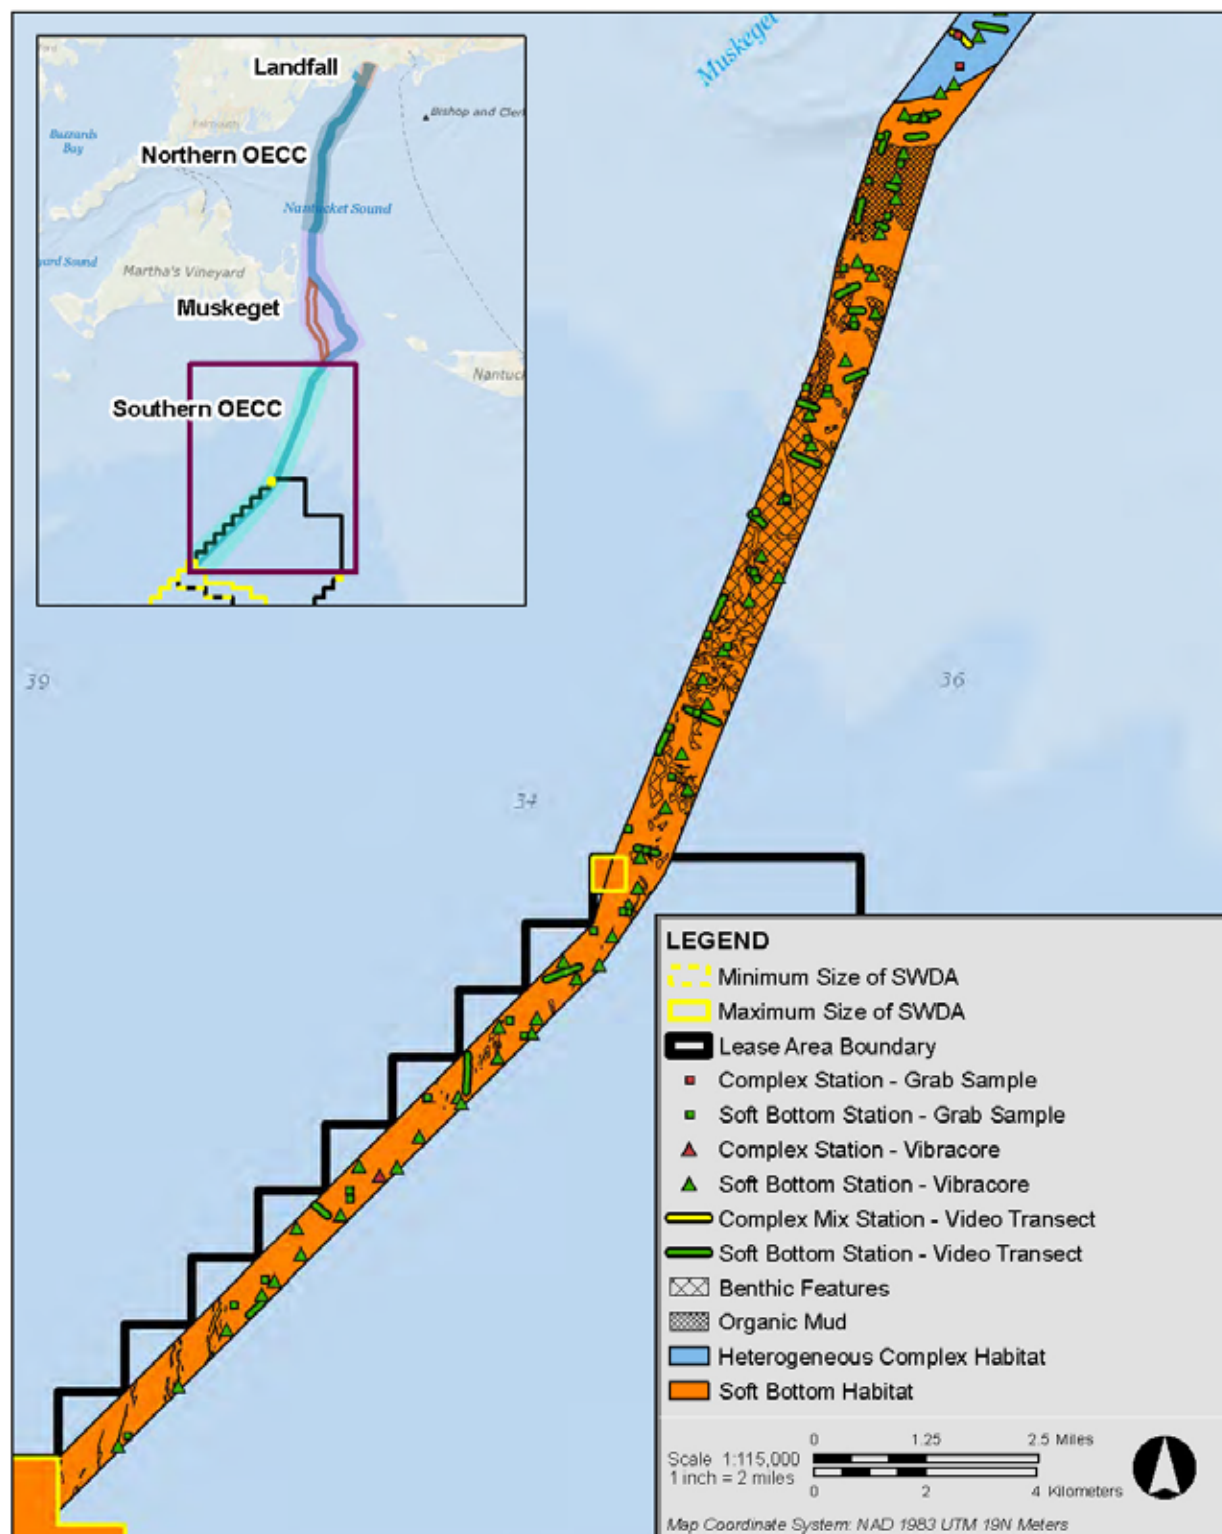 Landfall
Bishop and Cler
Falmouth
Buzzards
Bay
Northern OECC
Nantucket Sound
yard Sound
Martha's Vineyard
Muskeget
Nantuc
Southern OECC
Muskeget
39
36
34
LEGEND
Minimum Size of SWDA
Maximum Size of SWDA
Lease Area Boundary
Complex Station - Grab Sample
Soft Bottom Station - Grab Sample
Complex Station - Vibracore
Soft Bottom Station - Vibracore
Complex Mix Station - Video Transect
Soft Bottom Station - Video Transect
Benthic Features
Organic Mud
Heterogeneous Complex Habitat
Soft Bottom Habitat
Scale 1:115,000
1 inch = 2 miles
0 1.25 2.5 Miles
0 2 4 Kilometers
Map Coordinate System: NAD 1983 UTM 19N Meters